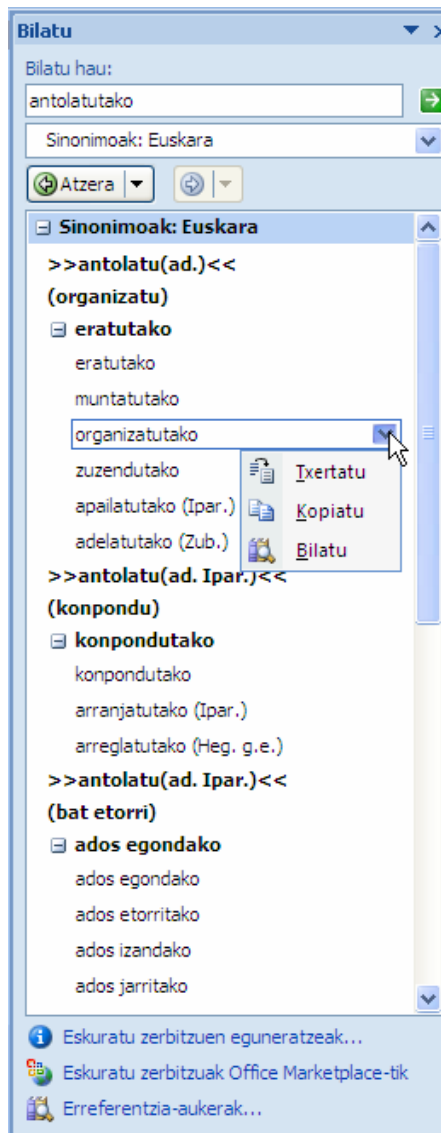 Bilatu
Bilatu hau:
antolatutako
Sinonimoak: Euskara
Atzera
Sinonimoak: Euskara
>>antolatu(ad.)<<
(organizatu)
eratutako
eratutako
muntatutako
organizatutako
zuzendutako
Txertatu
apailatutako (Ipar.)
Kopiatu
adelatutako (Zub.)
Bilatu
>>antolatu(ad. Ipar.)<<
(konpondu)
konpondutako
konpondutako
arranjatutako (Ipar.)
arreglatutako (Heg. g.e.)
>>antolatu(ad. Ipar.)<<
(bat etorri)
ados egondako
ados egondako
ados etorritako
ados izandako
ados jarritako
Eskuratu zerbitzuen eguneratzeak...
Eskuratu zerbitzuak Office Marketplace-tik
Erreferentzia-aukerak...